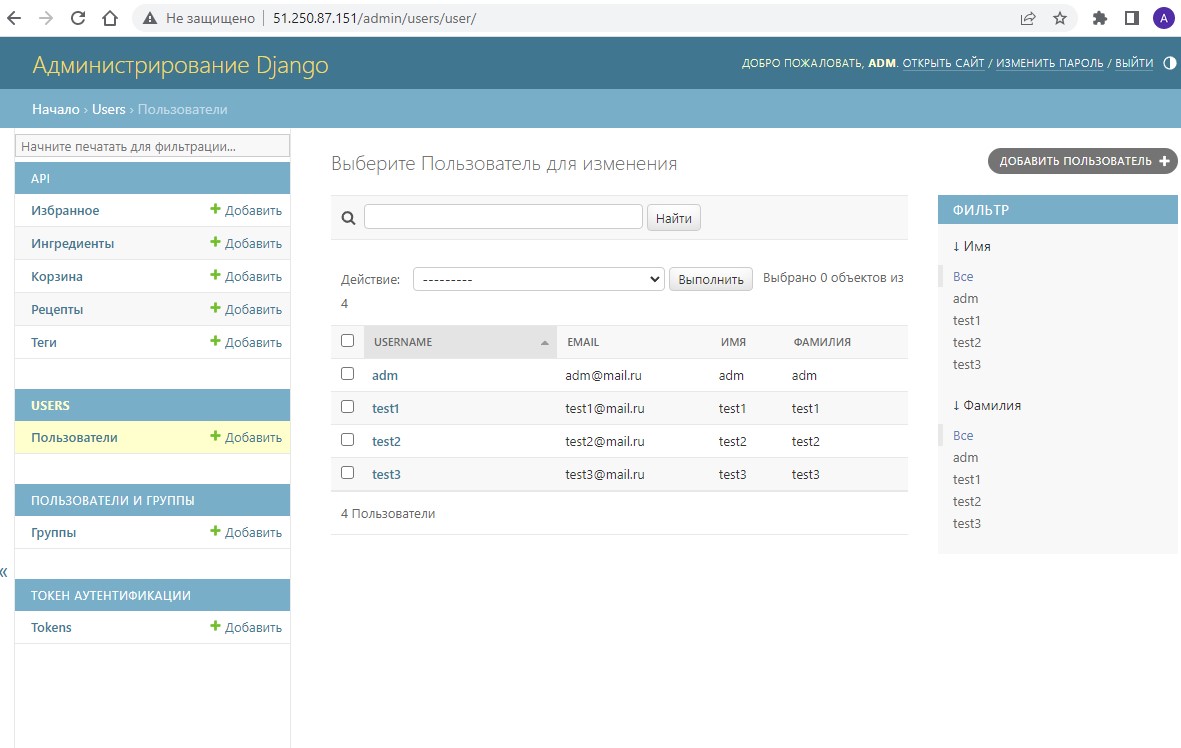 Не защищено 51.250.87.151/admin/users/user/
A
Администрирование Django
ДОБРО ПОЖАЛОВАТЬ, ADM. ОТКРЫТЬ САЙТ / ИЗМЕНИТЬ ПАРОЛЬ / ВЫЙТИ
Начало › Users › Пользователи
Начните печатать для фильтрации...
API
Избранное + Добавить
Ингредиенты + Добавить
Корзина + Добавить
Рецепты + Добавить
Теги + Добавить
USERS
Пользователи + Добавить
ПОЛЬЗОВАТЕЛИ И ГРУППЫ
Группы + Добавить
ТОКЕН АУТЕНТИФИКАЦИИ
Tokens + Добавить
«
Выберите Пользователь для изменения
ДОБАВИТЬ ПОЛЬЗОВАТЕЛЬ +
Найти
Действие: --------- Выполнить Выбрано 0 объектов из
4
USERNAME EMAIL ИМЯ ФАМИЛИЯ
adm adm@mail.ru adm adm
test1 test1@mail.ru test1 test1
test2 test2@mail.ru test2 test2
test3 test3@mail.ru test3 test3
4 Пользователи
ФИЛЬТР
↓ Имя
Все
adm
test1
test2
test3
↓ Фамилия
Все
adm
test1
test2
test3